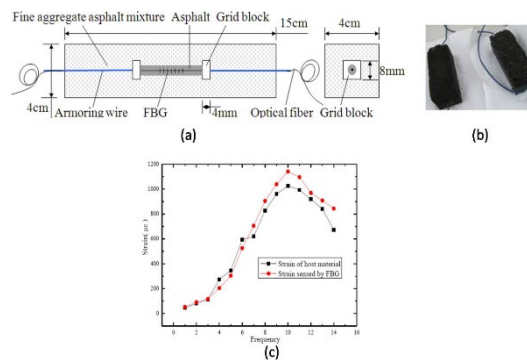 Fine aggregate asphalt mixture
Asphalt
Grid block
15cm
4cm
4cm
8mm
Armoring wire
FBG
4mm
Optical fiber
Grid block
(a)
(b)
1200
1000
800
600
400
200
0
Strain(με)
Strain of host material
Strain sensed by FBG
0 2 4 6 8 10 12 14 16
Frequency
(c)